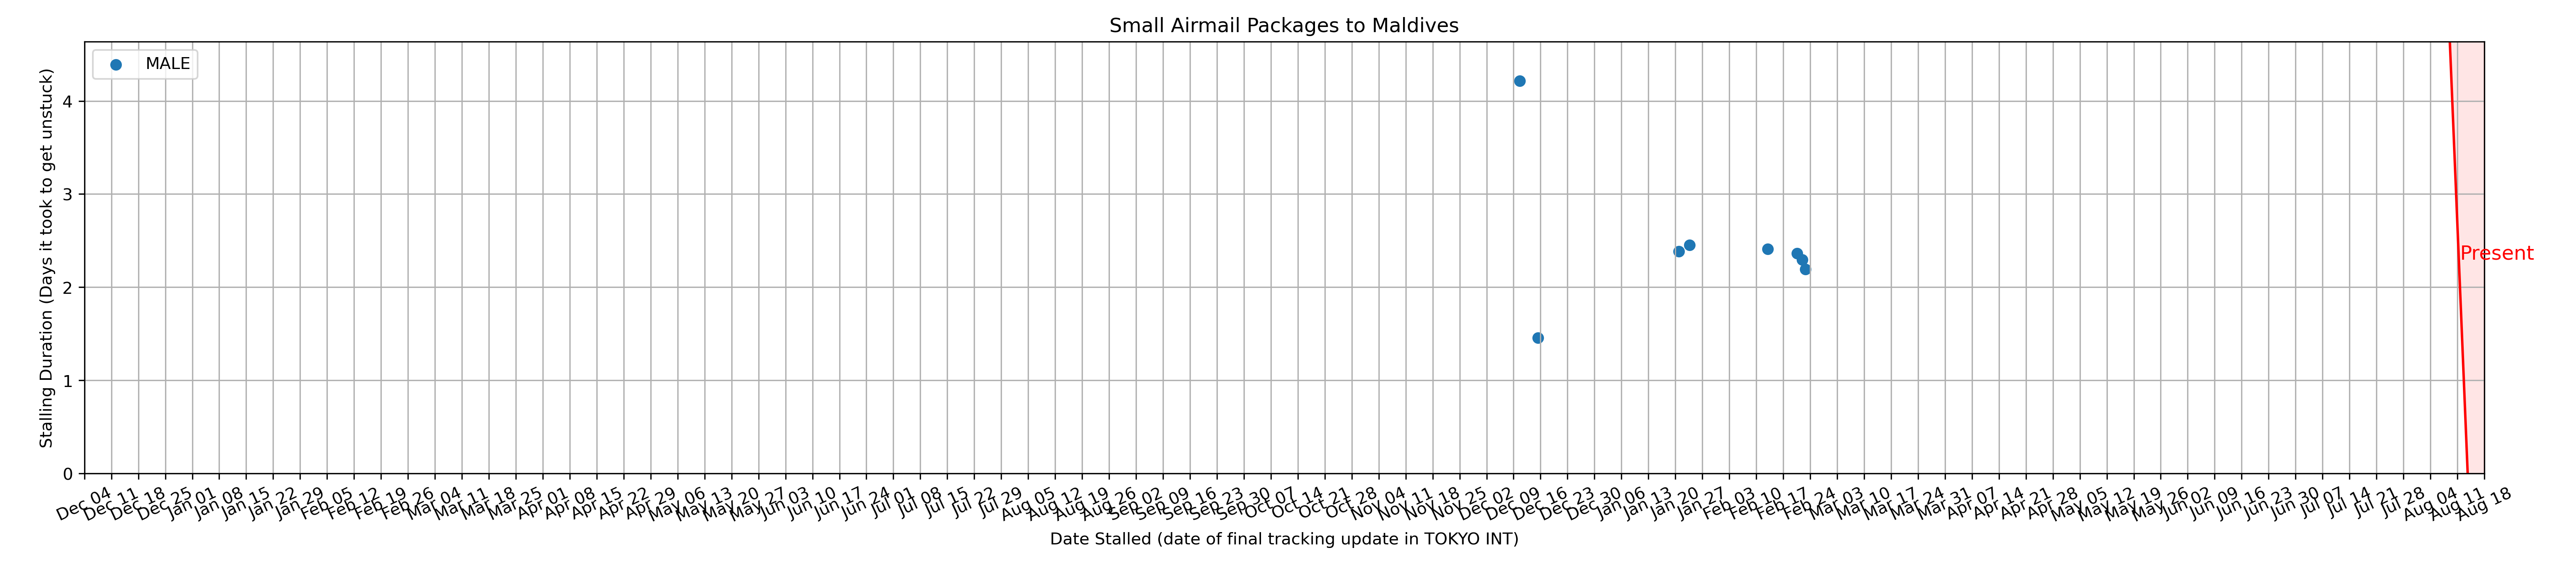 Small Airmail Packages to Maldives
MALE
Stalling Duration (Days it took to get unstuck)
4
3
2
1
0
Present
Dec 04 Dec 11 Dec 18 Dec 25 Jan 01 Jan 08 Jan 15 Jan 22 Jan 29 Feb 05 Feb 12 Feb 19 Feb 26 Mar 04 Mar 11 Mar 18 Mar 25 Apr 01 Apr 08 Apr 15 Apr 22 Apr 29 May 06 May 13 May 20 May 27 Jun 03 Jun 10 Jun 17 Jun 24 Jul 01 Jul 08 Jul 15 Jul 22 Jul 29 Aug 05 Aug 12 Aug 19 Aug 26 Sep 02 Sep 09 Sep 16 Sep 23 Sep 30 Oct 07 Oct 14 Oct 21 Oct 28 Nov 04 Nov 11 Nov 18 Nov 25 Dec 02 Dec 09 Dec 16 Dec 23 Dec 30 Jan 06 Jan 13 Jan 20 Jan 27 Feb 03 Feb 10 Feb 17 Feb 24 Mar 03 Mar 10 Mar 17 Mar 24 Mar 31 Apr 07 Apr 14 Apr 21 Apr 28 May 05 May 12 May 19 May 26 Jun 02 Jun 09 Jun 16 Jun 23 Jun 30 Jul 07 Jul 14 Jul 21 Jul 28 Aug 04 Aug 11 Aug 18
Date Stalled (date of final tracking update in TOKYO INT)